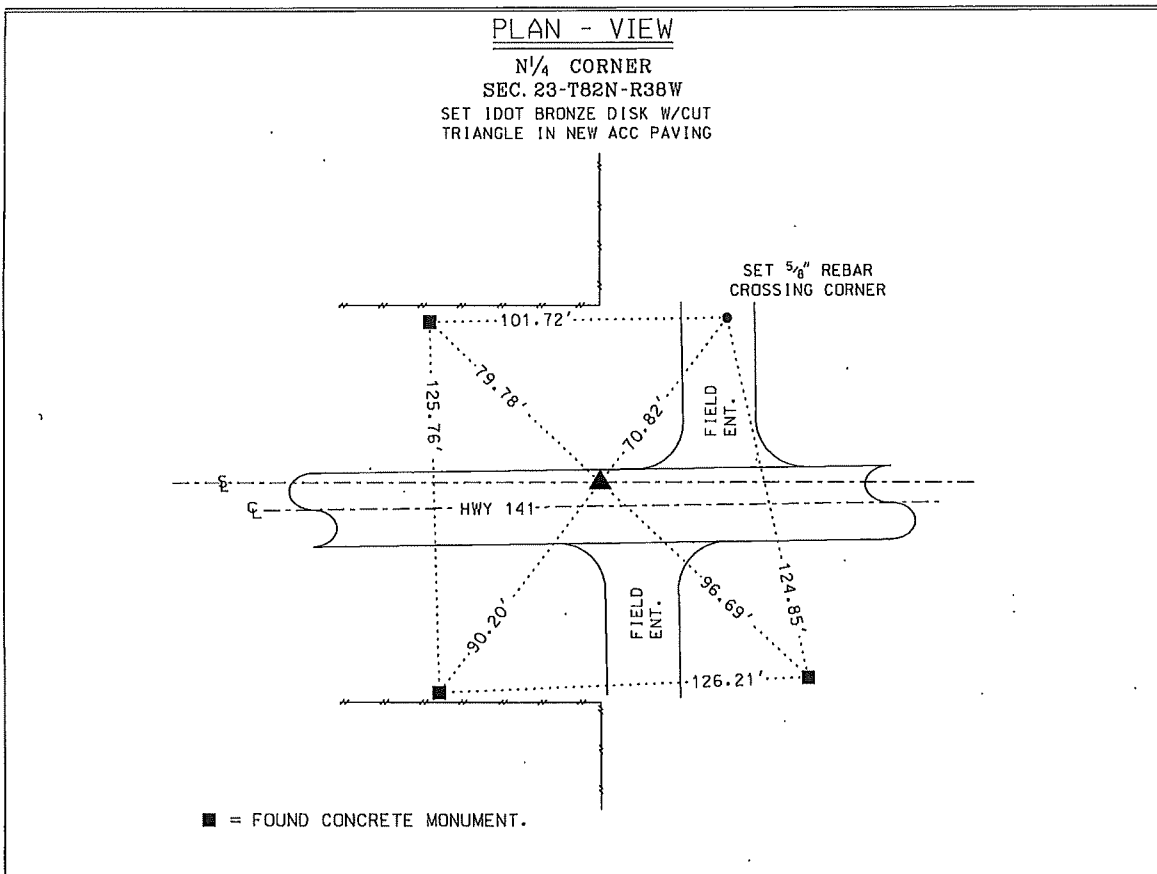 PLAN - VIEW
N1/4 CORNER
SEC. 23-T82N-R38W
SET IDOT BRONZE DISK W/CUT
TRIANGLE IN NEW ACC PAVING
SET 5/8" REBAR
CROSSING CORNER
101.72'
79.78'
70.82'
125.76'
FIELD
ENT.
SL
CL
HWY 141
124.85'
96.69'
90.20'
FIELD
ENT.
126.21'
■ = FOUND CONCRETE MONUMENT.